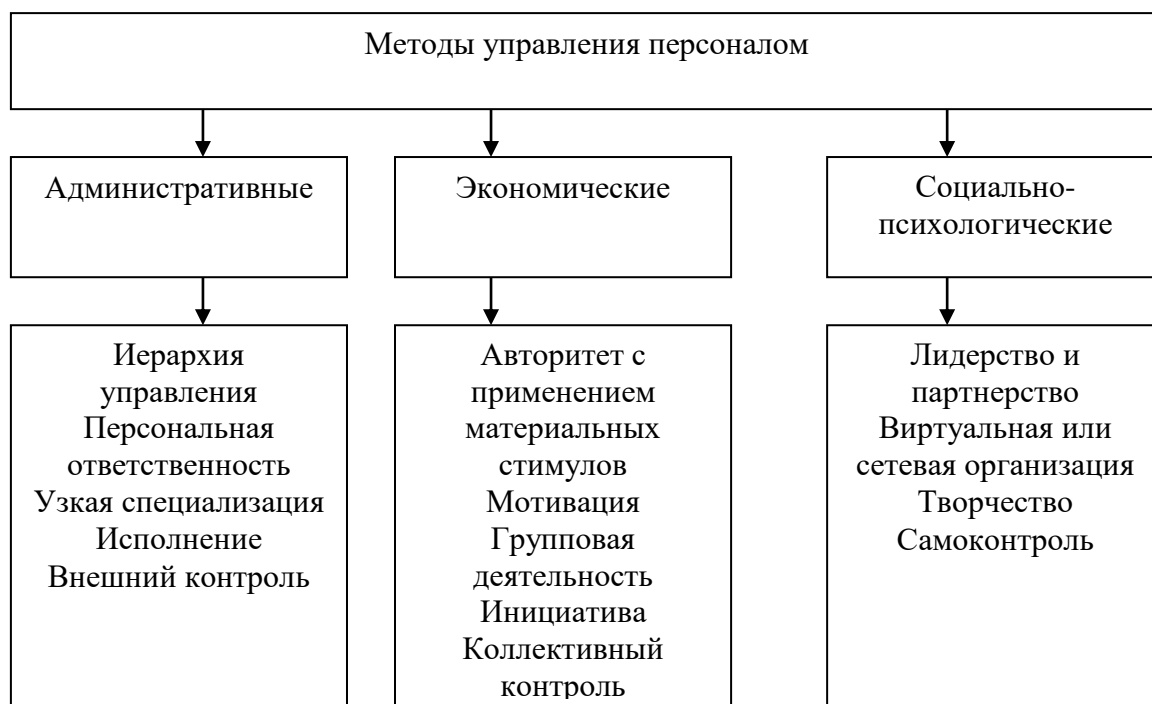 Методы управления персоналом
Административные
Экономические
Социально-
психологические
Иерархия
управления
Персональная
ответственность
Узкая специализация
Исполнение
Внешний контроль
Авторитет с
применением
материальных
стимулов
Мотивация
Групповая
деятельность
Инициатива
Коллективный
контроль
Лидерство и
партнерство
Виртуальная или
сетевая организация
Творчество
Самоконтроль